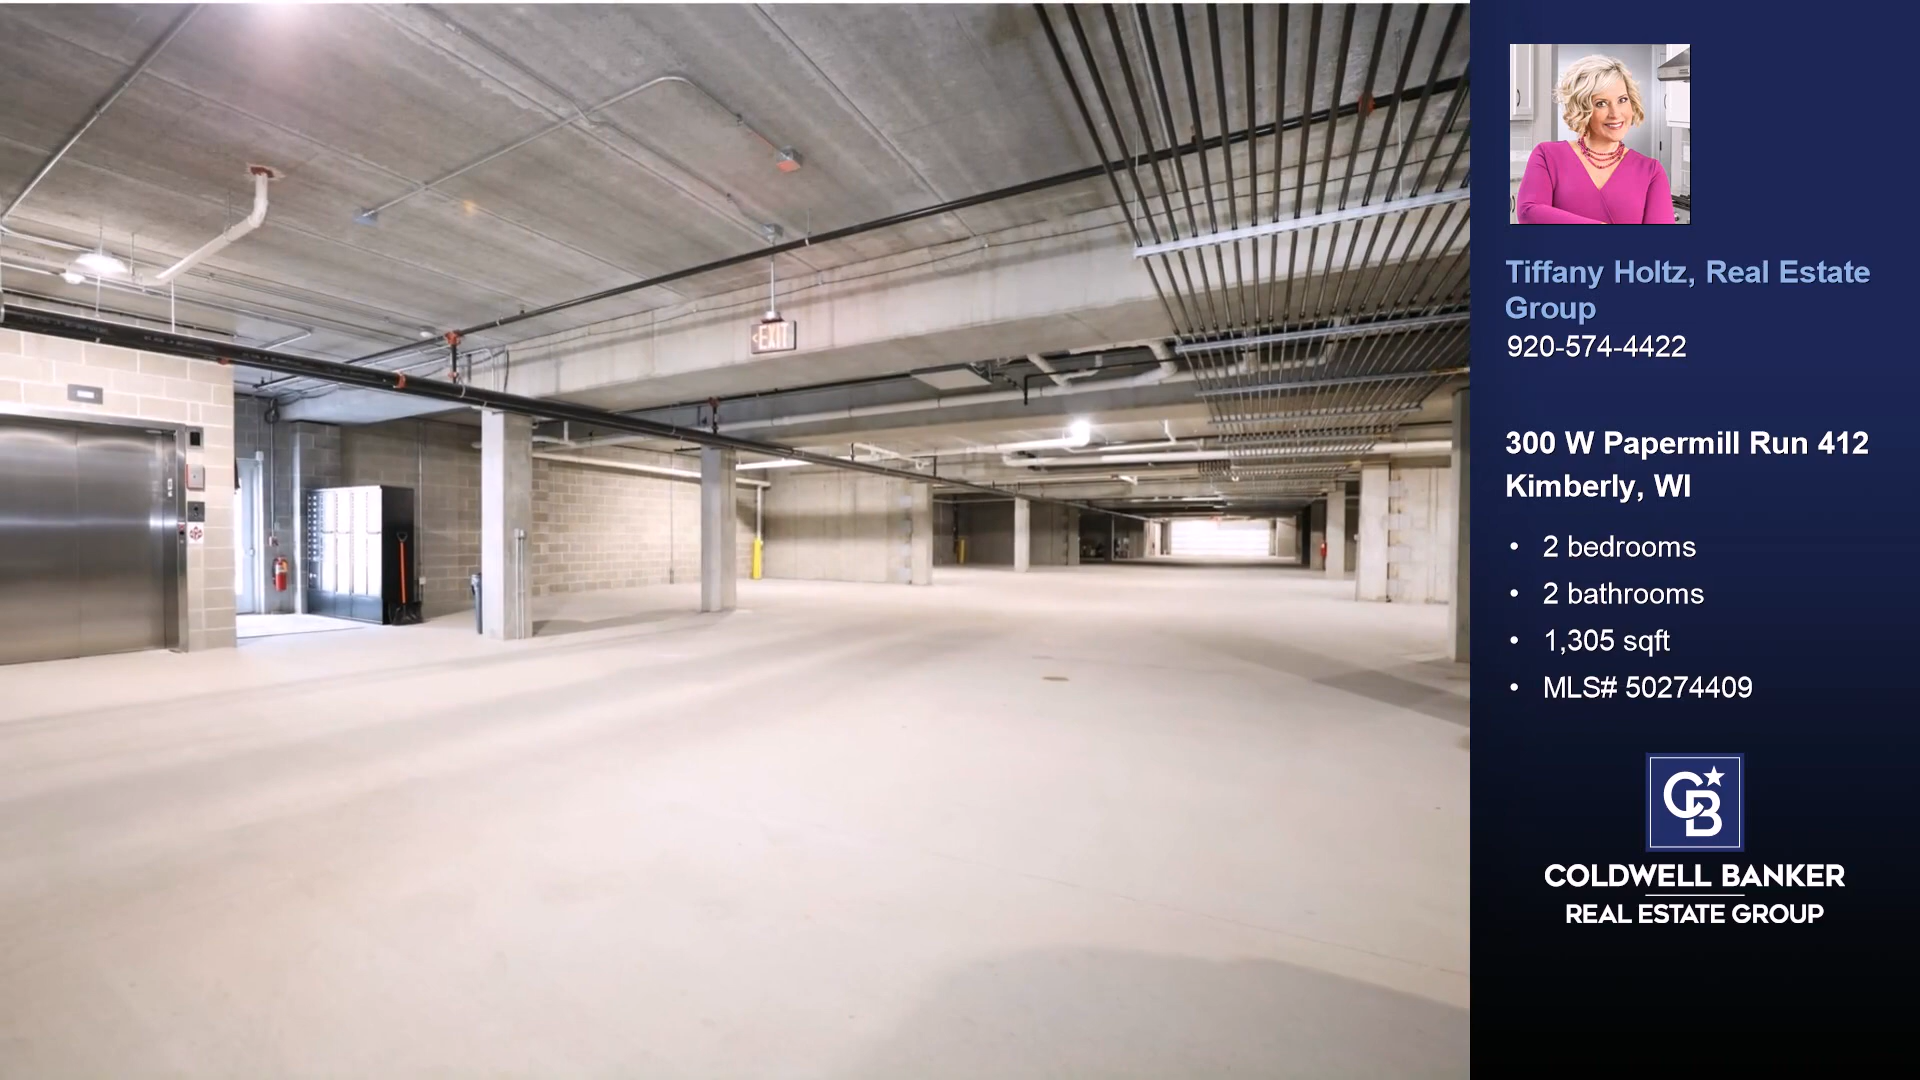 <EXIT
Tiffany Holtz, Real Estate
Group
920-574-4422
300 W Papermill Run 412
Kimberly, WI
• 2 bedrooms
• 2 bathrooms
• 1,305 sqft
• MLS# 50274409
CB
COLDWELL BANKER
REAL ESTATE GROUP